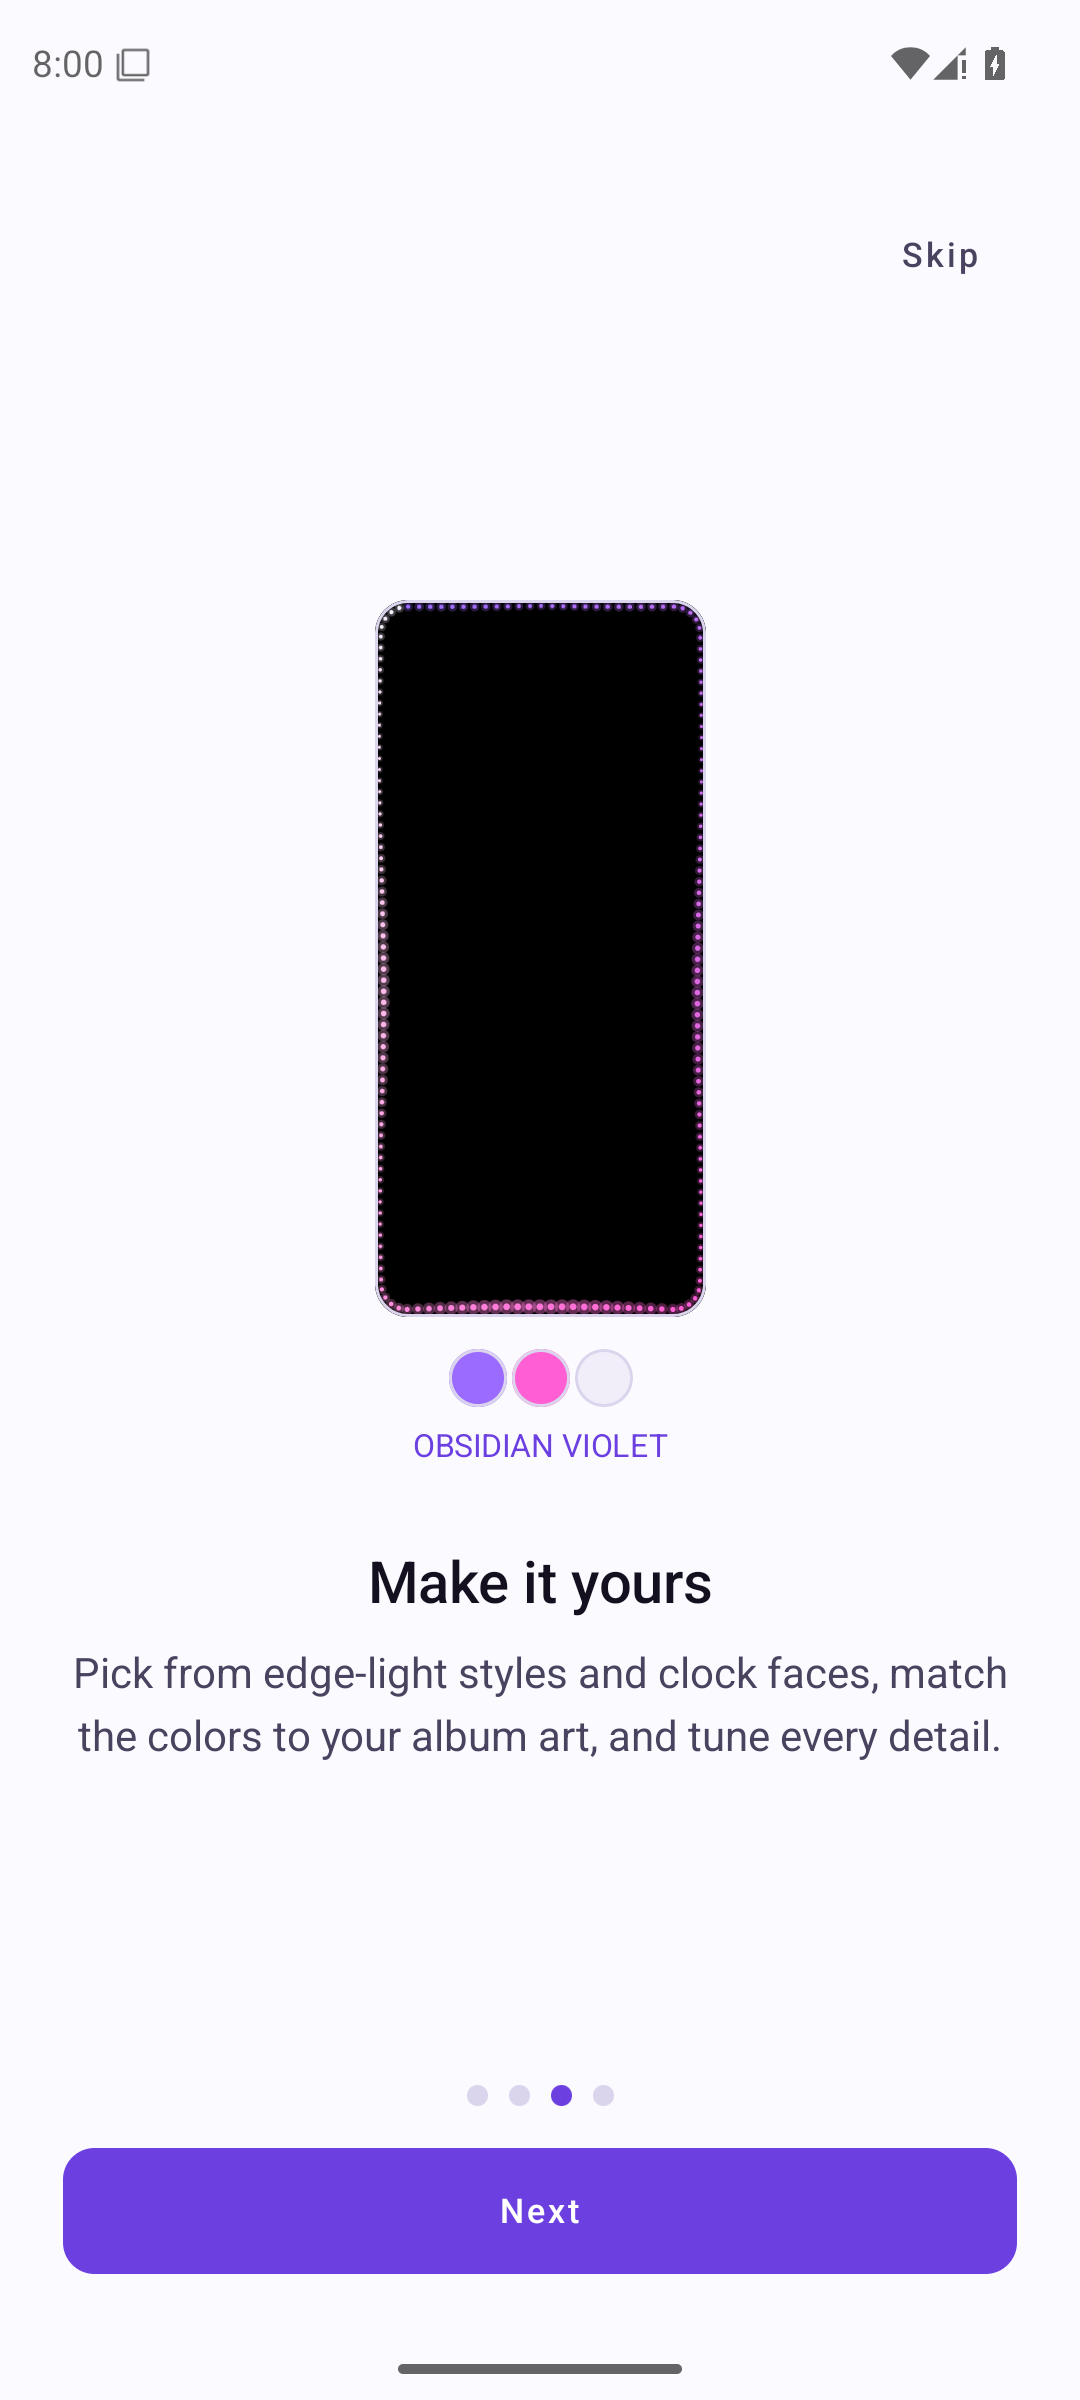 8:00
Skip
OBSIDIAN VIOLET
Make it yours
Pick from edge-light styles and clock faces, match
the colors to your album art, and tune every detail.
Next